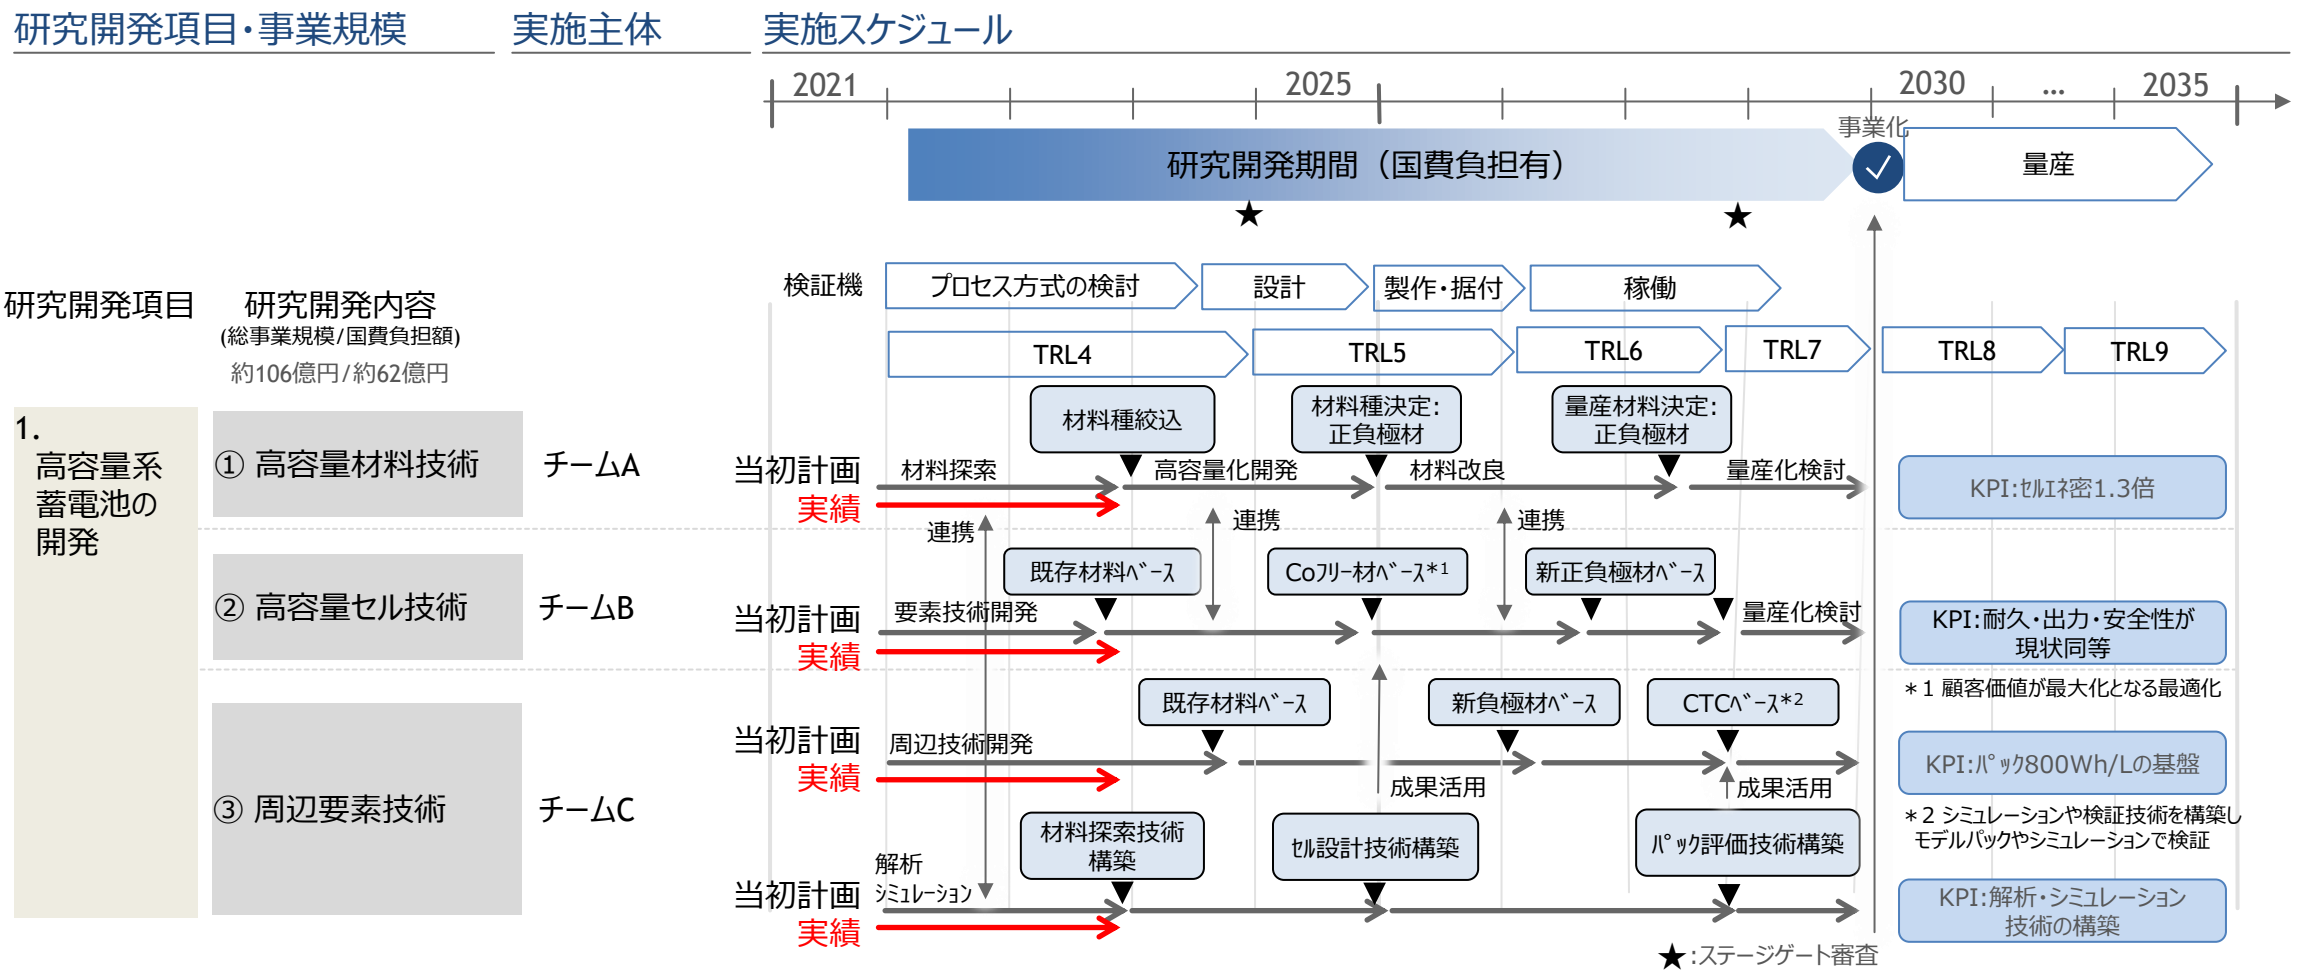 研究開発項目・事業規模
実施主体
実施スケジュール
2021
2025
2030
…
2035
事業化
研究開発期間（国費負担有）
量産
★
★
検証機
プロセス方式の検討
設計
製作・据付
稼働
研究開発項目
研究開発内容
(総事業規模/国費負担額)
約106億円/約62億円
TRL4
TRL5
TRL6
TRL7
TRL8
TRL9
1.
高容量系
蓄電池の
開発
① 高容量材料技術
チームA
材料種絞込
材料種決定:
正負極材
量産材料決定:
正負極材
当初計画
材料探索
高容量化開発
材料改良
量産化検討
実績
KPI:ｾﾙｴﾈ密1.3倍
連携
連携
連携
② 高容量セル技術
チームB
既存材料ﾍﾞｰｽ
Coﾌﾘｰ材ﾍﾞｰｽ*1
新正負極材ﾍﾞｰｽ
当初計画
要素技術開発
量産化検討
実績
KPI:耐久・出力・安全性が
現状同等
＊1 顧客価値が最大化となる最適化
③ 周辺要素技術
チームC
既存材料ﾍﾞｰｽ
新負極材ﾍﾞｰｽ
CTCﾍﾞｰｽ*2
当初計画
周辺技術開発
実績
KPI:ﾊﾟｯｸ800Wh/Lの基盤
成果活用
成果活用
＊2 シミュレーションや検証技術を構築し
モデルパックやシミュレーションで検証
材料探索技術
構築
ｾﾙ設計技術構築
ﾊﾟｯｸ評価技術構築
解析
ｼﾐｭﾚｰｼｮﾝ
当初計画
実績
KPI:解析・シミュレーション
技術の構築
★:ステージゲート審査